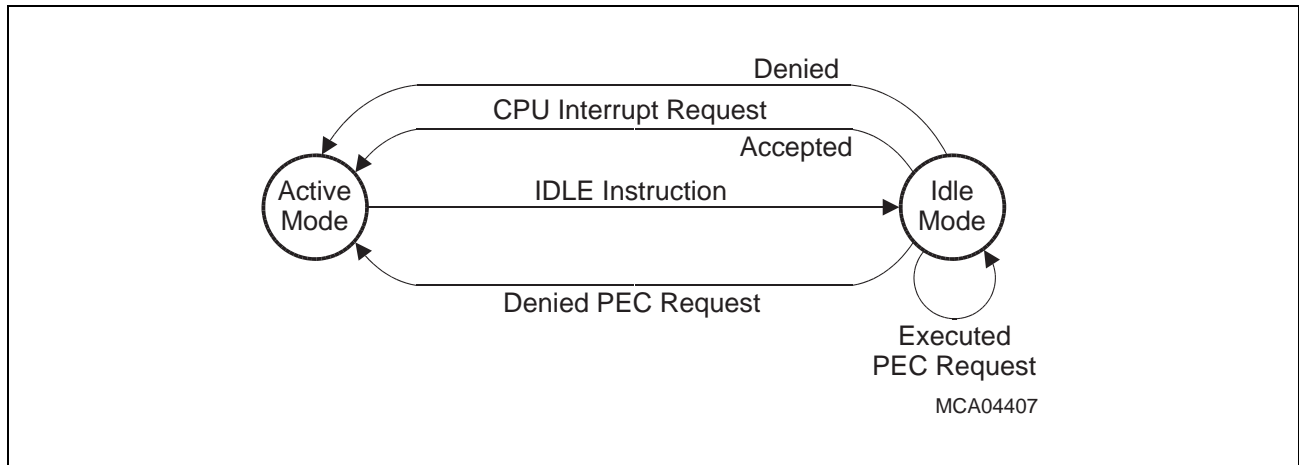 Denied
CPU Interrupt Request
Accepted
Active
Mode
IDLE Instruction
Idle
Mode
Denied PEC Request
Executed
PEC Request
MCA04407